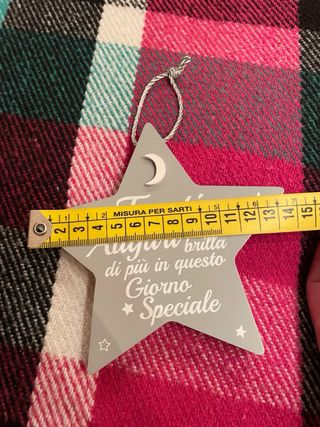 1 2 3 4 5 6 7 8 9 10 11 12 13 14 15
MISURA PER SARTI
brilla
di più in questo
Giorno
Speciale